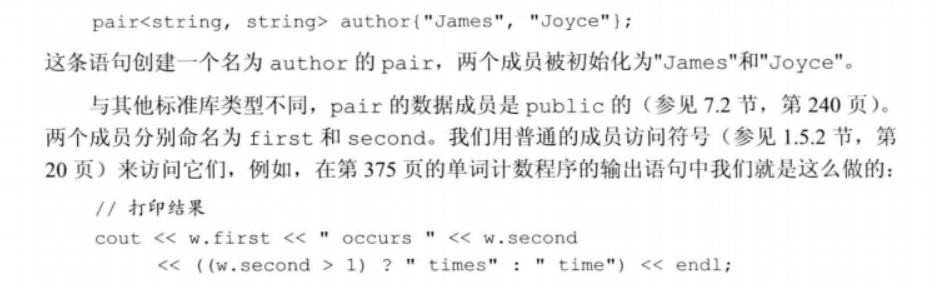 pair<string, string> author{"James", "Joyce"};
这条语句创建一个名为 author 的 pair，两个成员被初始化为"James"和"Joyce"。
与其他标准库类型不同，pair 的数据成员是 public 的（参见 7.2 节，第 240 页）。
两个成员分别命名为 first 和 second。我们用普通的成员访问符号（参见 1.5.2 节，第
20 页）来访问它们，例如，在第 375 页的单词计数程序的输出语句中我们就是这么做的：
// 打印结果
cout << w.first << " occurs " << w.second
<< ((w.second > 1) ? " times" : " time") << endl;